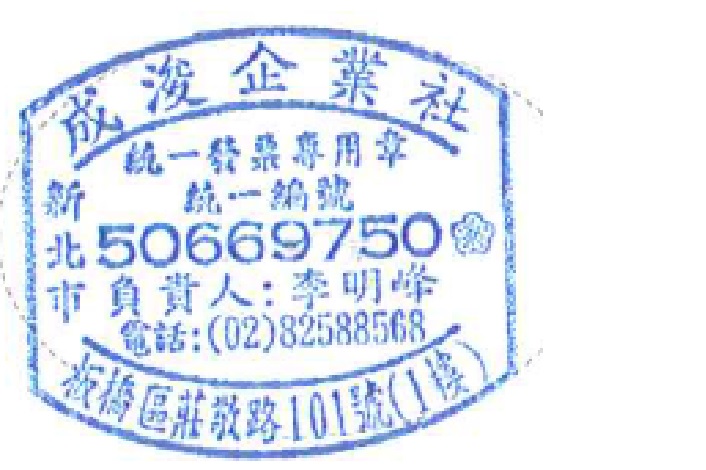 成浚企業社
統一發票專用章
統一編號
新北市
50669750
負責人:李明峰
電話:(02)82588568
板橋區莊敬路101號(1樓)